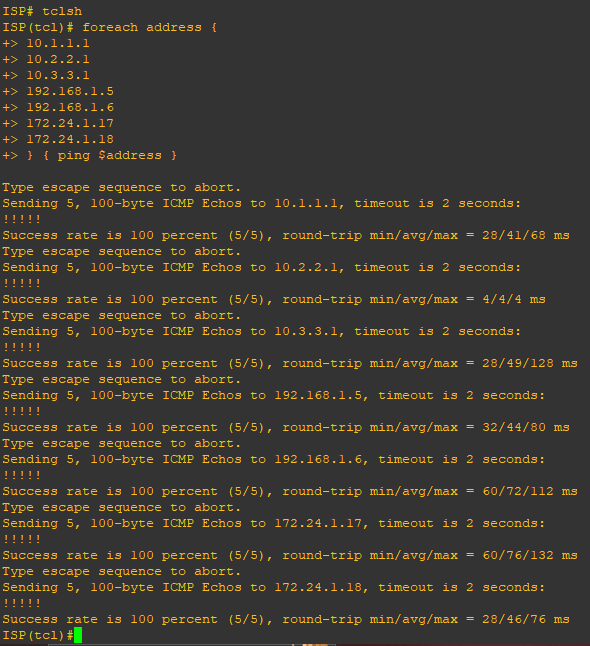 ISP# tclsh
ISP(tcl)# foreach address {
+> 10.1.1.1
+> 10.2.2.1
+> 10.3.3.1
+> 192.168.1.5
+> 192.168.1.6
+> 172.24.1.17
+> 172.24.1.18
+> } { ping $address }
Type escape sequence to abort.
Sending 5, 100-byte ICMP Echos to 10.1.1.1, timeout is 2 seconds:
!!!!!
Success rate is 100 percent (5/5), round-trip min/avg/max = 28/41/68 ms
Type escape sequence to abort.
Sending 5, 100-byte ICMP Echos to 10.2.2.1, timeout is 2 seconds:
!!!!!
Success rate is 100 percent (5/5), round-trip min/avg/max = 4/4/4 ms
Type escape sequence to abort.
Sending 5, 100-byte ICMP Echos to 10.3.3.1, timeout is 2 seconds:
!!!!!
Success rate is 100 percent (5/5), round-trip min/avg/max = 28/49/128 ms
Type escape sequence to abort.
Sending 5, 100-byte ICMP Echos to 192.168.1.5, timeout is 2 seconds:
!!!!!
Success rate is 100 percent (5/5), round-trip min/avg/max = 32/44/80 ms
Type escape sequence to abort.
Sending 5, 100-byte ICMP Echos to 192.168.1.6, timeout is 2 seconds:
!!!!!
Success rate is 100 percent (5/5), round-trip min/avg/max = 60/72/112 ms
Type escape sequence to abort.
Sending 5, 100-byte ICMP Echos to 172.24.1.17, timeout is 2 seconds:
!!!!!
Success rate is 100 percent (5/5), round-trip min/avg/max = 60/76/132 ms
Type escape sequence to abort.
Sending 5, 100-byte ICMP Echos to 172.24.1.18, timeout is 2 seconds:
!!!!!
Success rate is 100 percent (5/5), round-trip min/avg/max = 28/46/76 ms
ISP(tcl)#